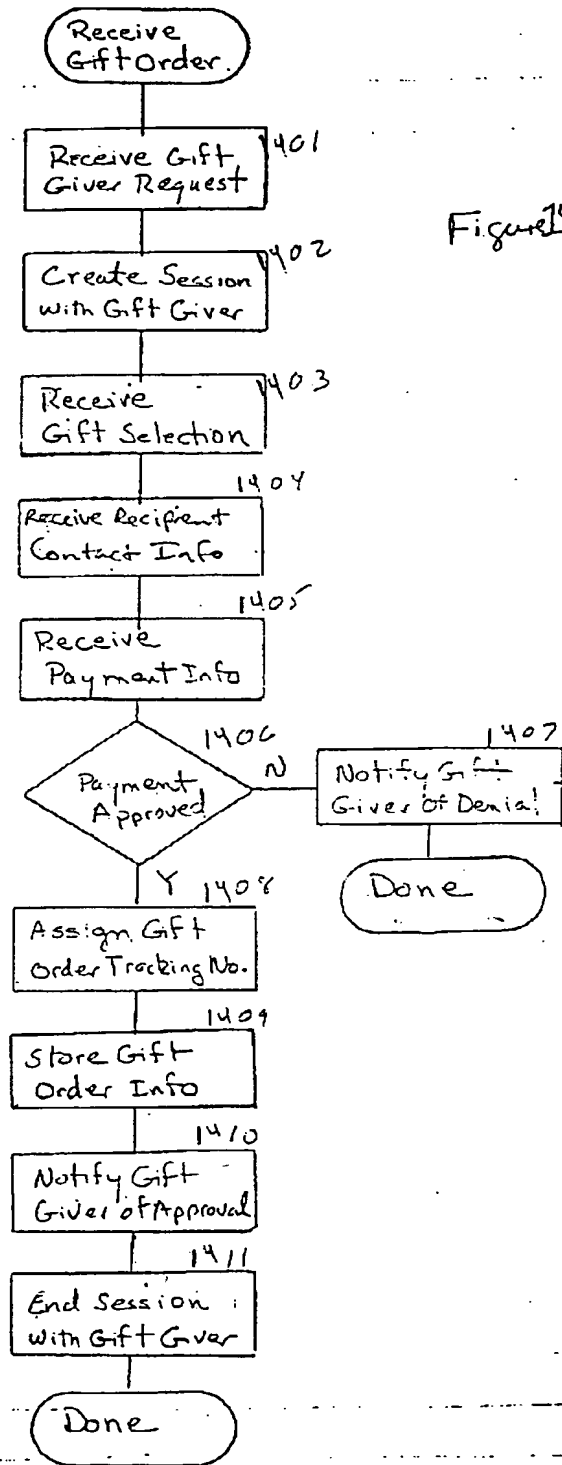 Receive
Gift Order.
1401
Receive Gift
Giver Request
Figure 14
1402
Create Session
with Gift Giver
1403
Receive
Gift Selection
1404
Receive Recipient
Contact Info
1405
Receive
Payment Info
1406
Payment
Approved
N
1407
Notify Gift
Giver of Denial
Done
Y
1408
Assign Gift
Order Tracking No.
1409
Store Gift
Order Info
1410
Notify Gift
Giver of Approval
1411
End Session
with Gift Giver
Done